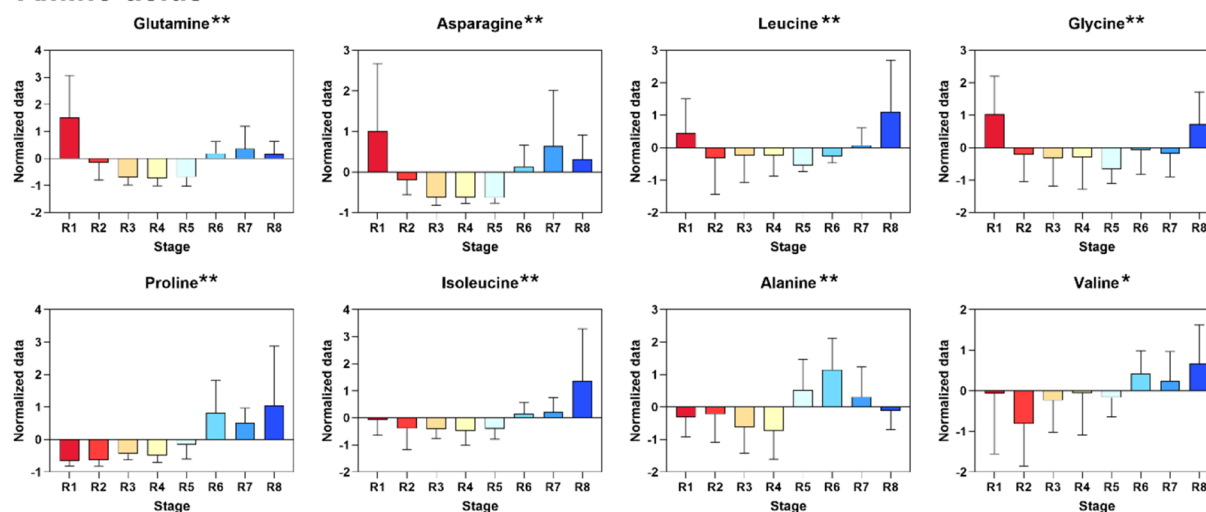 Glutamine**
Normalized data
4
3
2
1
0
-1
-2
R1 R2 R3 R4 R5 R6 R7 R8
Stage
Asparagine**
Normalized data
3
2
1
0
-1
R1 R2 R3 R4 R5 R6 R7 R8
Stage
Leucine**
Normalized data
3
2
1
0
-1
-2
R1 R2 R3 R4 R5 R6 R7 R8
Stage
Glycine**
Normalized data
3
2
1
0
-1
-2
R1 R2 R3 R4 R5 R6 R7 R8
Stage
Proline**
Normalized data
4
3
2
1
0
-1
R1 R2 R3 R4 R5 R6 R7 R8
Stage
Isoleucine**
Normalized data
4
3
2
1
0
-1
-2
R1 R2 R3 R4 R5 R6 R7 R8
Stage
Alanine**
Normalized data
3
2
1
0
-1
-2
R1 R2 R3 R4 R5 R6 R7 R8
Stage
Valine*
Normalized data
2
1
0
-1
-2
R1 R2 R3 R4 R5 R6 R7 R8
Stage